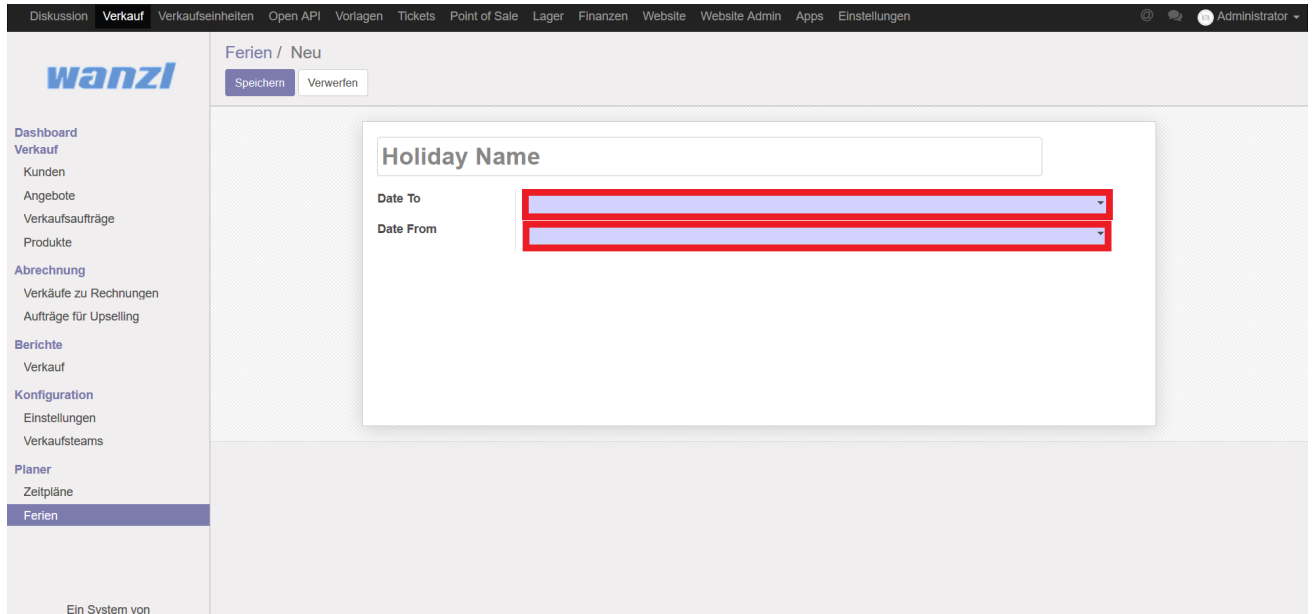 Diskussion Verkauf Verkaufseinheiten Open API Vorlagen Tickets Point of Sale Lager Finanzen Website Website Admin Apps Einstellungen @ Administrator
wanzl
Ferien / Neu
Speichern Verwerfen
Dashboard
Verkauf
Kunden
Angebote
Verkaufsaufträge
Produkte
Abrechnung
Verkäufe zu Rechnungen
Aufträge für Upselling
Berichte
Verkauf
Konfiguration
Einstellungen
Verkaufsteams
Planer
Zeitpläne
Ferien
Ein System von
Holiday Name
Date To
Date From